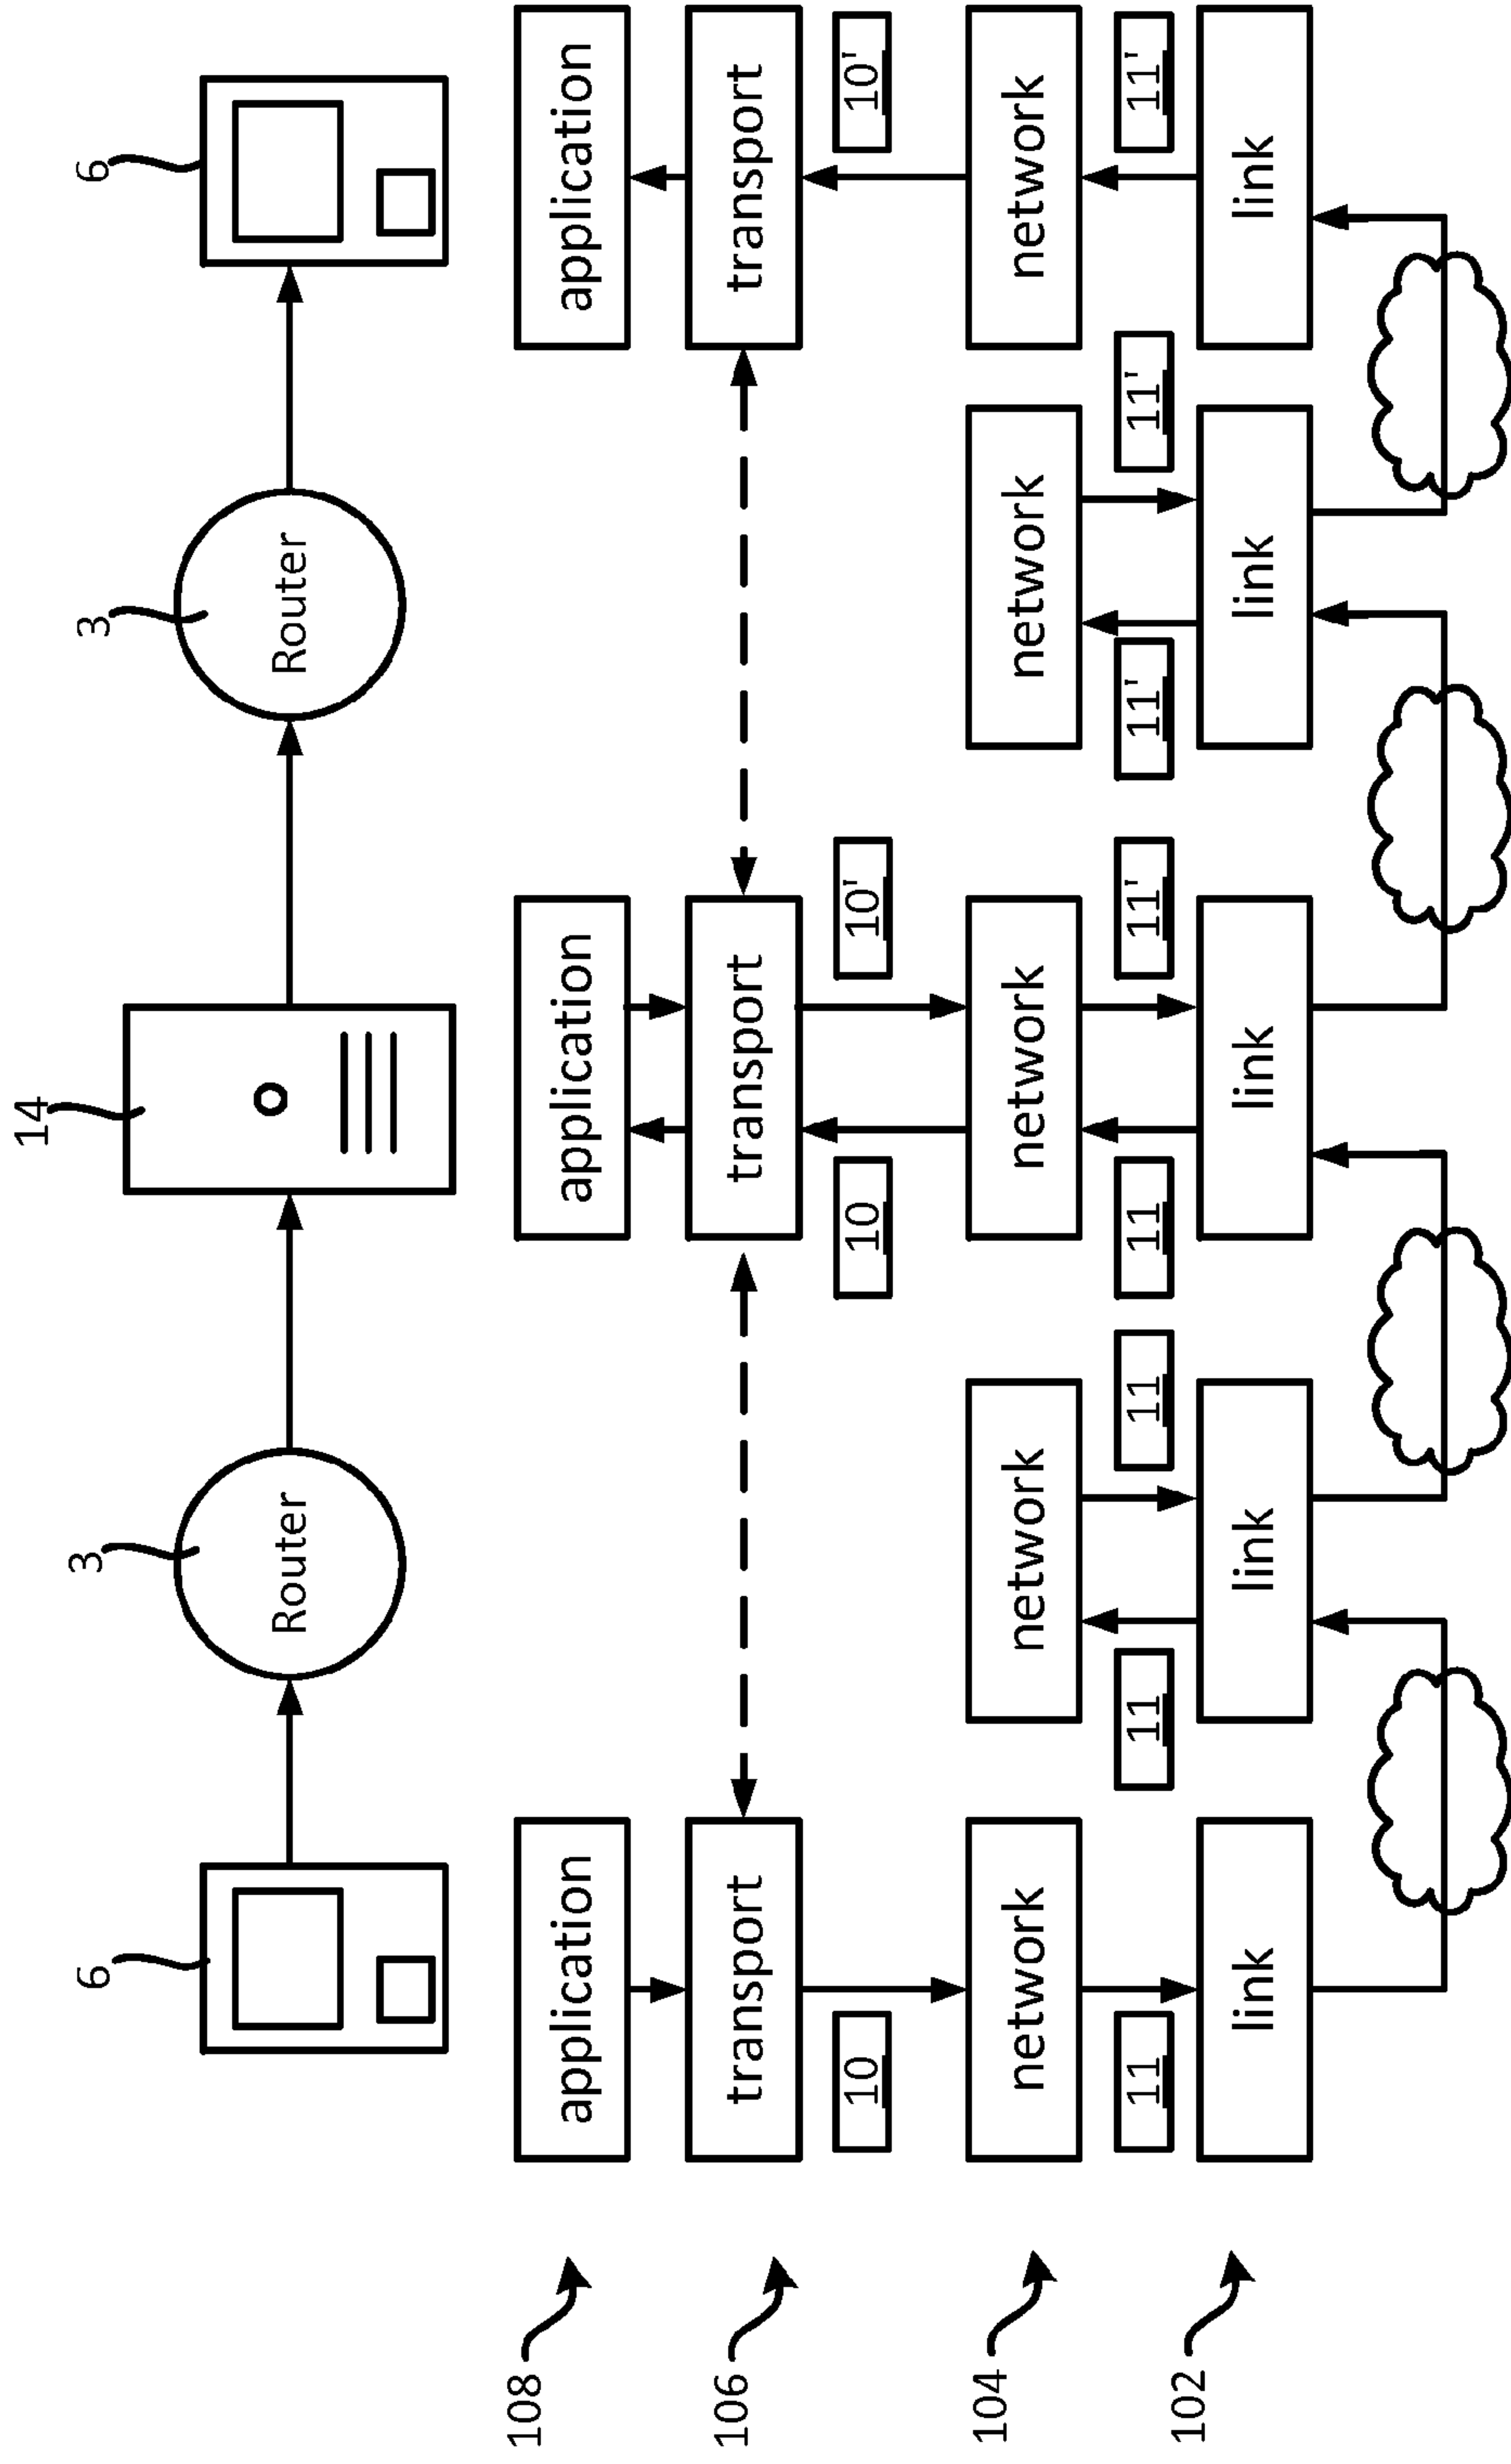 14
6 3 3 6
Router Router
108 application application application
106 transport transport transport
10 10 10' 10'
104 network network network network network
11 11 11 11 11' 11' 11' 11'
102 link link link link link